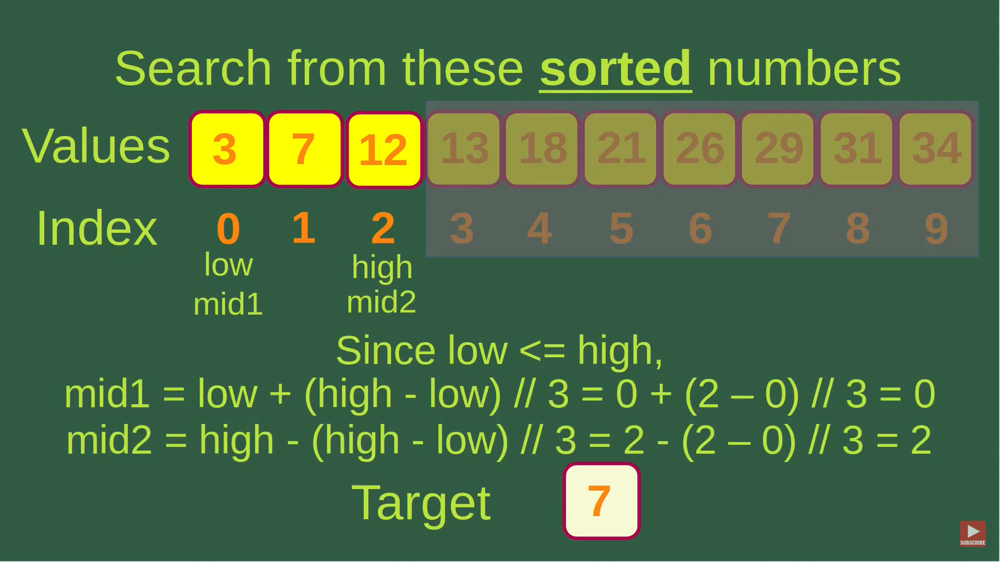 Search from these sorted numbers
Values 3 7 12 13 18 21 26 29 31 34
Index 0 1 2 3 4 5 6 7 8 9
low high
mid1 mid2
Since low <= high,
mid1 = low + (high - low) // 3 = 0 + (2 – 0) // 3 = 0
mid2 = high - (high - low) // 3 = 2 - (2 – 0) // 3 = 2
Target 7
SUBSCRIBE